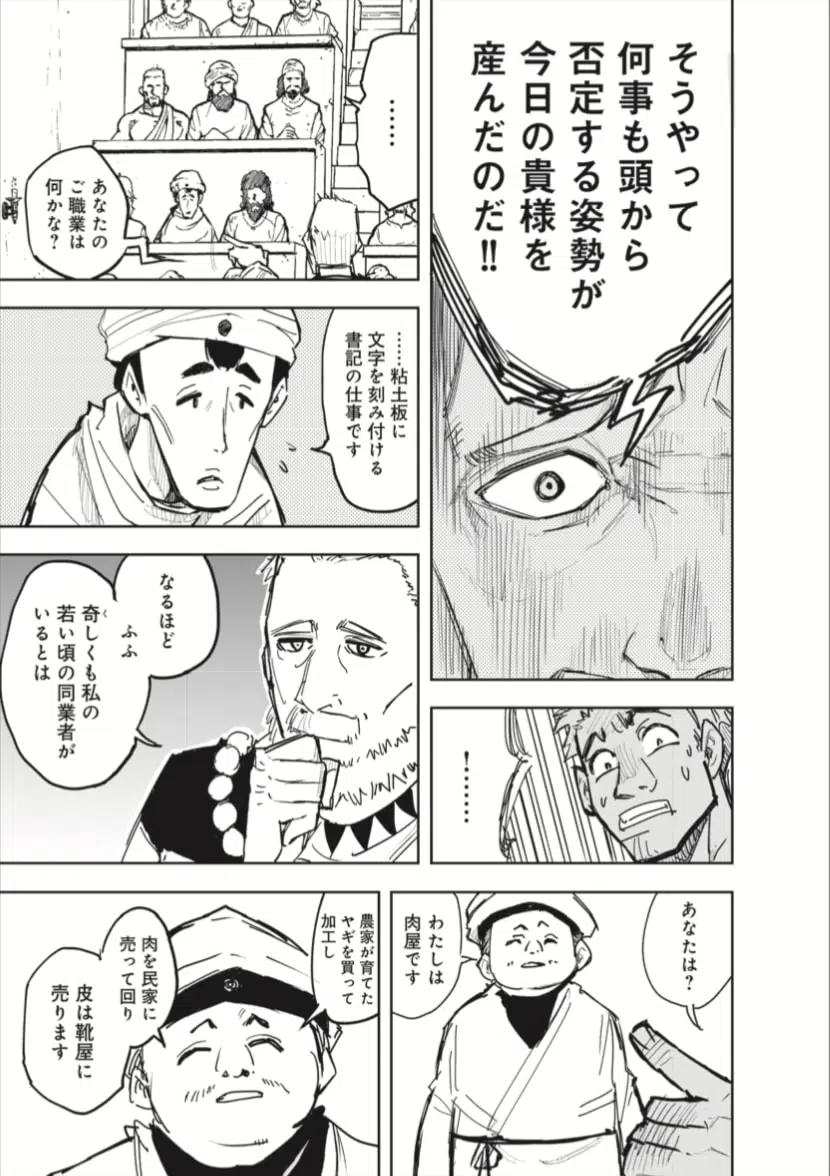 そうやって
何事も頭から
否定する姿勢が
今日の貴様を
産んだのだ!!
!………
……
あなたの
ご職業は
何かな?
……粘土板に
文字を刻み付ける
書記の仕事です
なるほど
ふふ
奇しくも私の
く
若い頃の同業者が
いるとは
あなたは?
わたしは
肉屋です
農家が育てた
ヤギを買って
加工し
肉を民家に
売って回り
皮は靴屋に
売ります